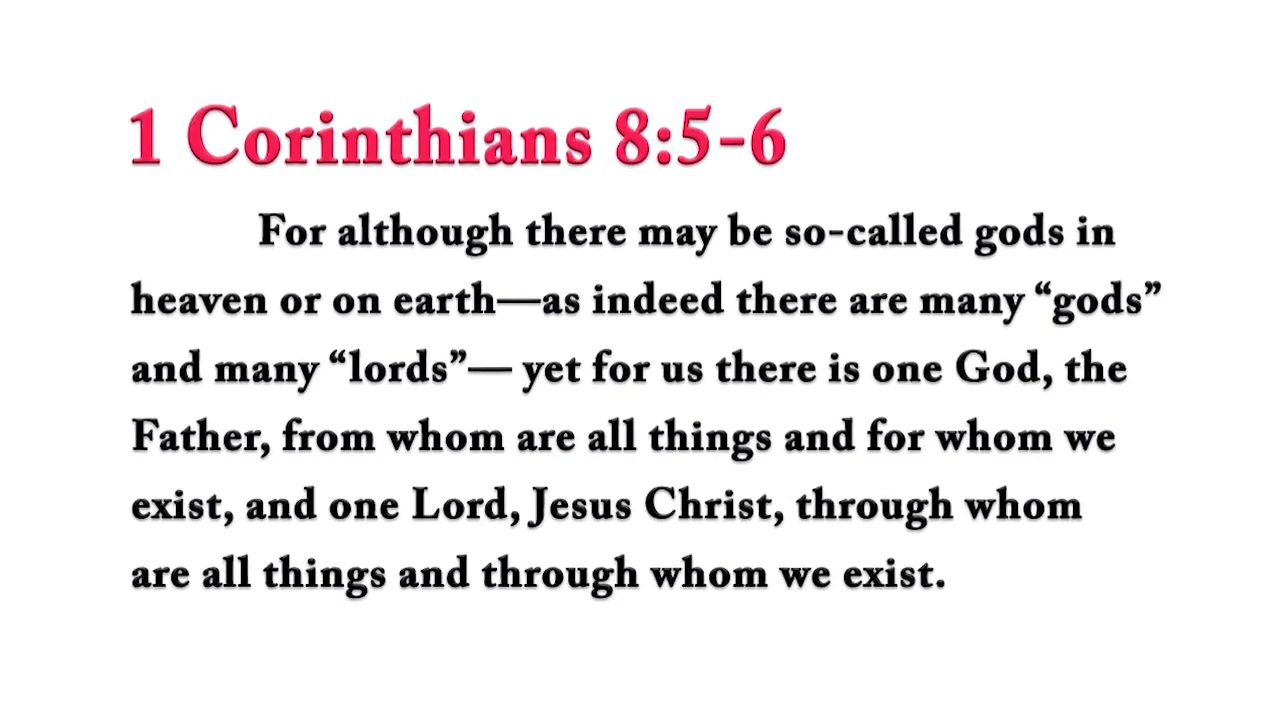 1 Corinthians 8:5-6
For although there may be so-called gods in
heaven or on earth—as indeed there are many “gods”
and many “lords”— yet for us there is one God, the
Father, from whom are all things and for whom we
exist, and one Lord, Jesus Christ, through whom
are all things and through whom we exist.